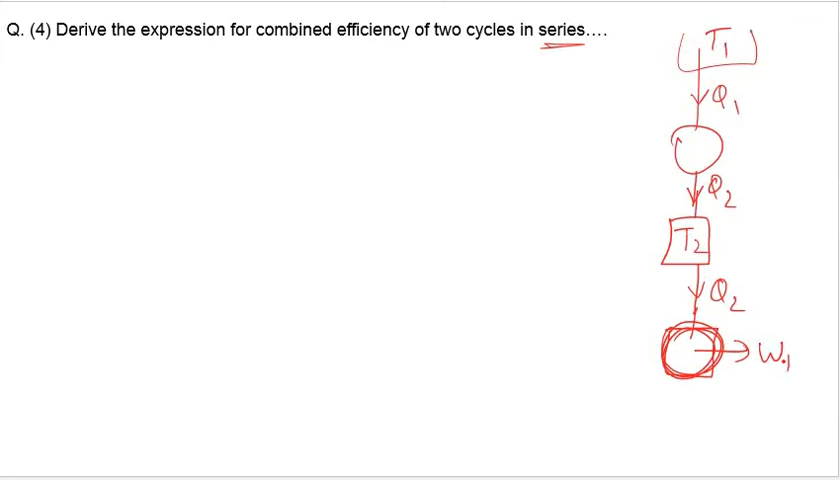 Q. (4) Derive the expression for combined efficiency of two cycles in series....
T1
Q1
Q2
T2
Q2
W1